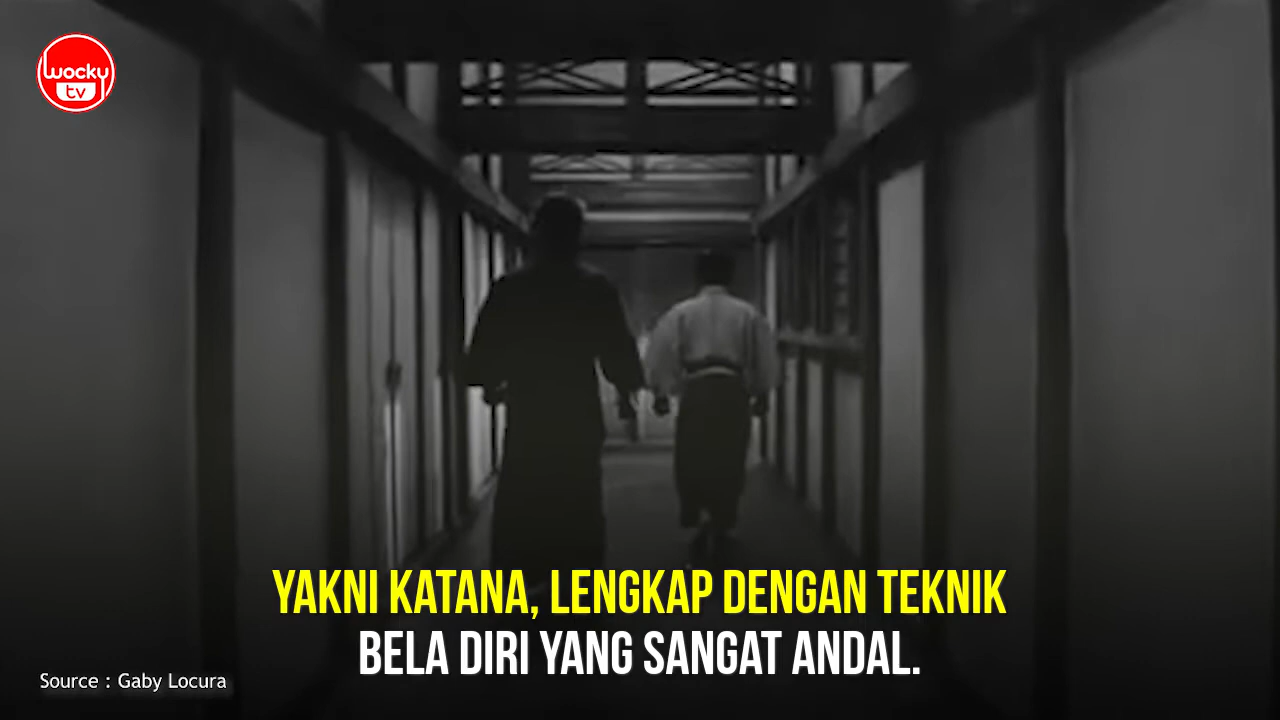 wocky
tv
YAKNI KATANA, LENGKAP DENGAN TEKNIK
BELA DIRI YANG SANGAT ANDAL.
Source : Gaby Locura